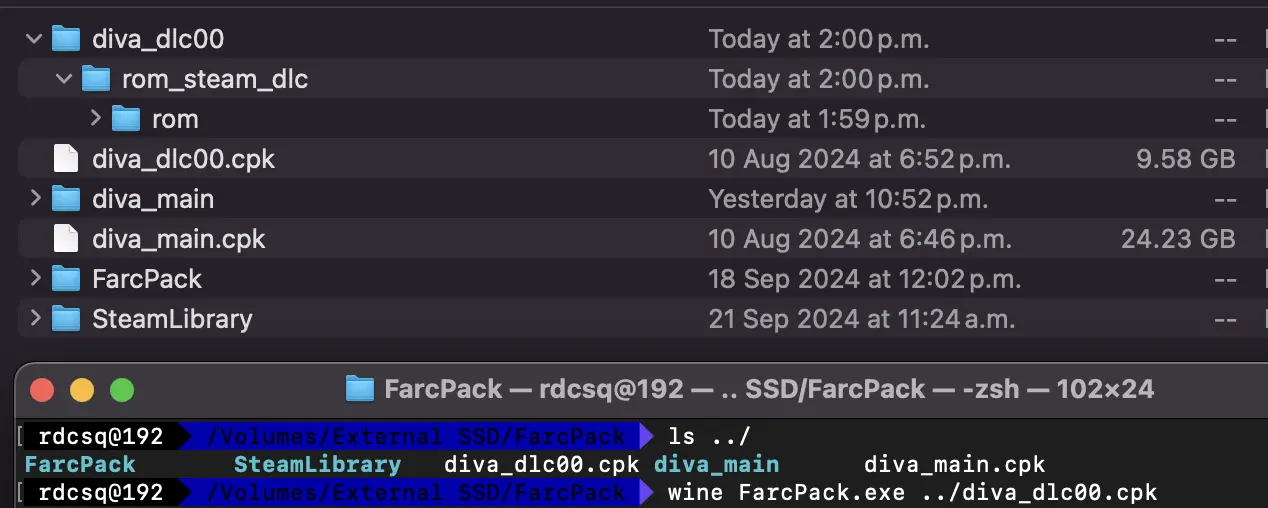 diva_dlc00 Today at 2:00 p.m. --
rom_steam_dlc Today at 2:00 p.m. --
rom Today at 1:59 p.m. --
diva_dlc00.cpk 10 Aug 2024 at 6:52 p.m. 9.58 GB
diva_main Yesterday at 10:52 p.m. --
diva_main.cpk 10 Aug 2024 at 6:46 p.m. 24.23 GB
FarcPack 18 Sep 2024 at 12:02 p.m. --
SteamLibrary 21 Sep 2024 at 11:24 a.m. --
FarcPack — rdcsq@192 — .. SSD/FarcPack — -zsh — 102×24
[ rdcsq@192 /Volumes/External SSD/FarcPack ls ../
FarcPack SteamLibrary diva_dlc00.cpk diva_main diva_main.cpk
[ rdcsq@192 /Volumes/External SSD/FarcPack wine FarcPack.exe ../diva_dlc00.cpk